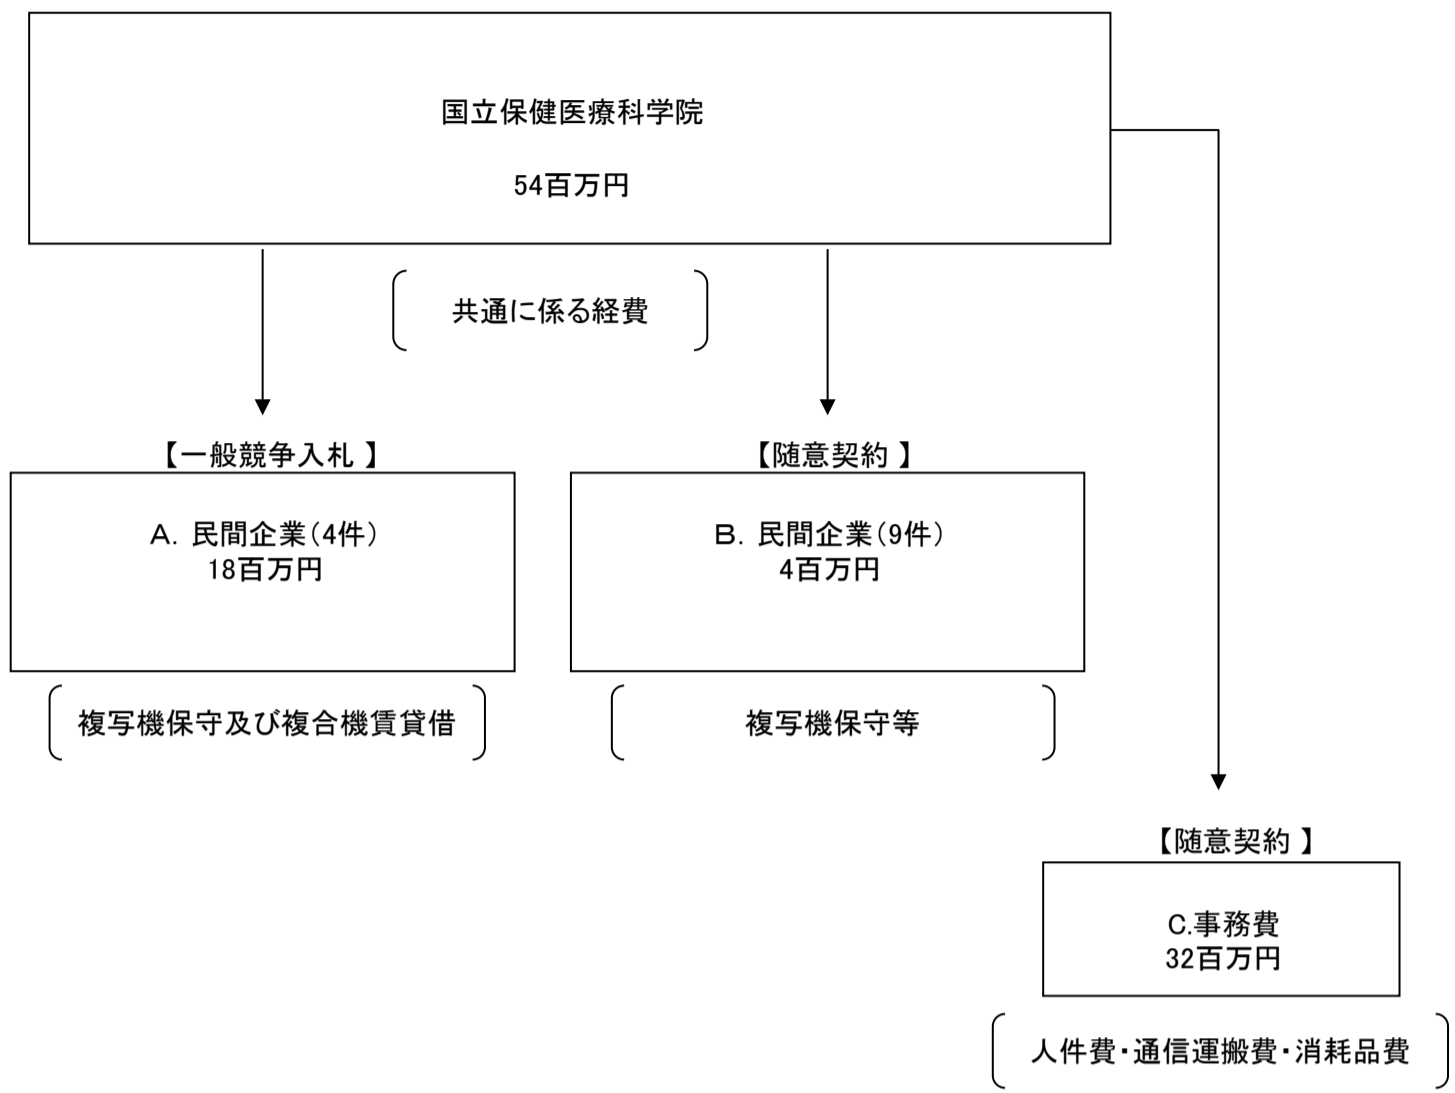 国立保健医療科学院
54百万円
共通に係る経費
【一般競争入札 】
A. 民間企業(4件)
18百万円
複写機保守及び複合機賃貸借
【随意契約 】
B. 民間企業(9件)
4百万円
複写機保守等
【随意契約 】
C.事務費
32百万円
人件費・通信運搬費・消耗品費